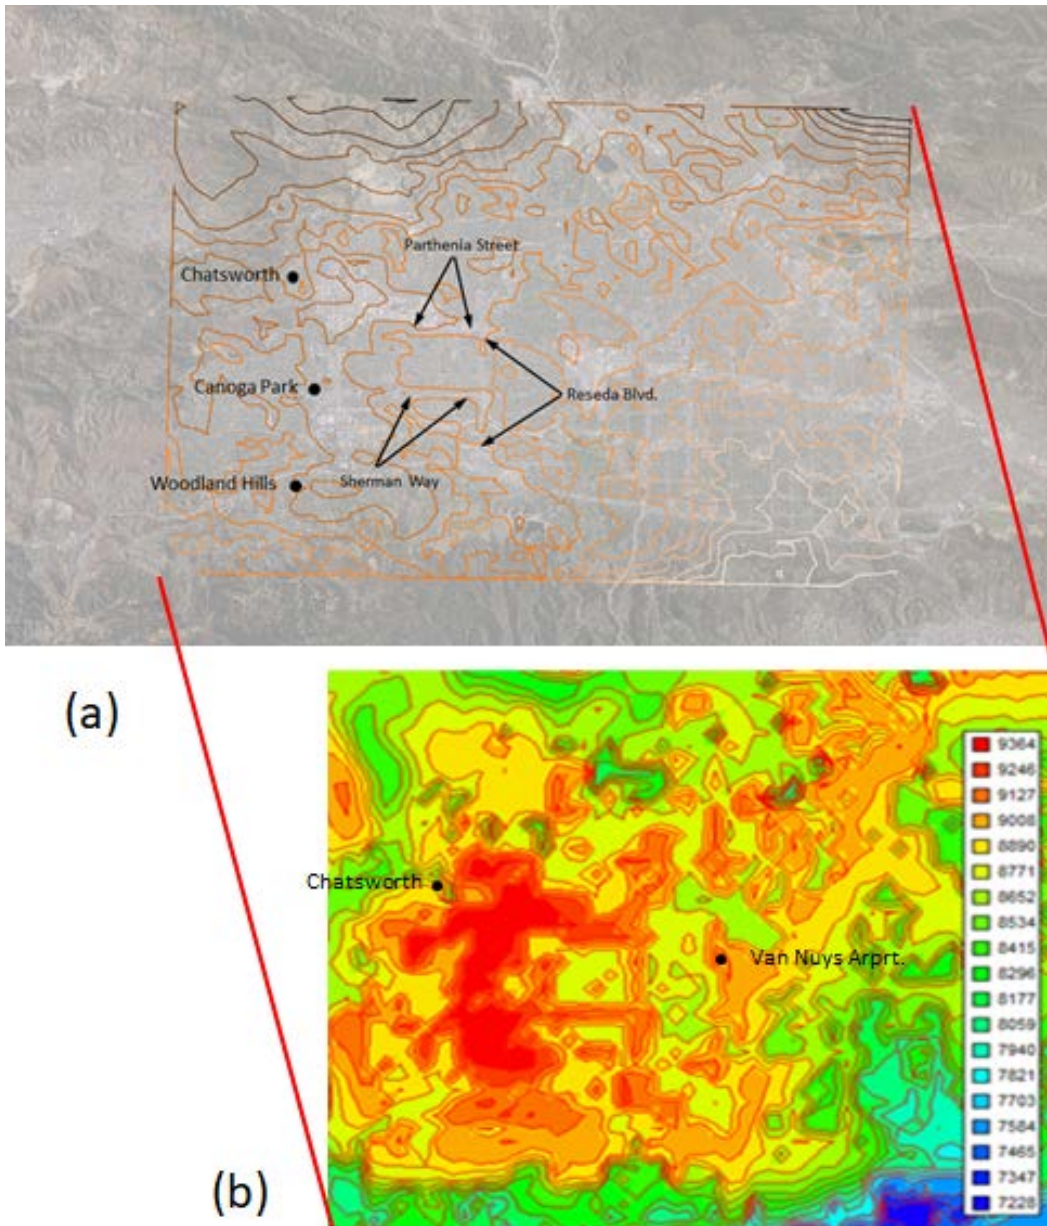 Parthenia Street
Chatsworth
Canoga Park
Reseda Blvd.
Woodland Hills
Sherman Way
(a)
9364
9246
9127
9008
8890
8771
8652
8534
8415
8296
8177
8059
7940
7821
7703
7584
7465
7347
7228
Chatsworth
Van Nuys Arprt.
(b)